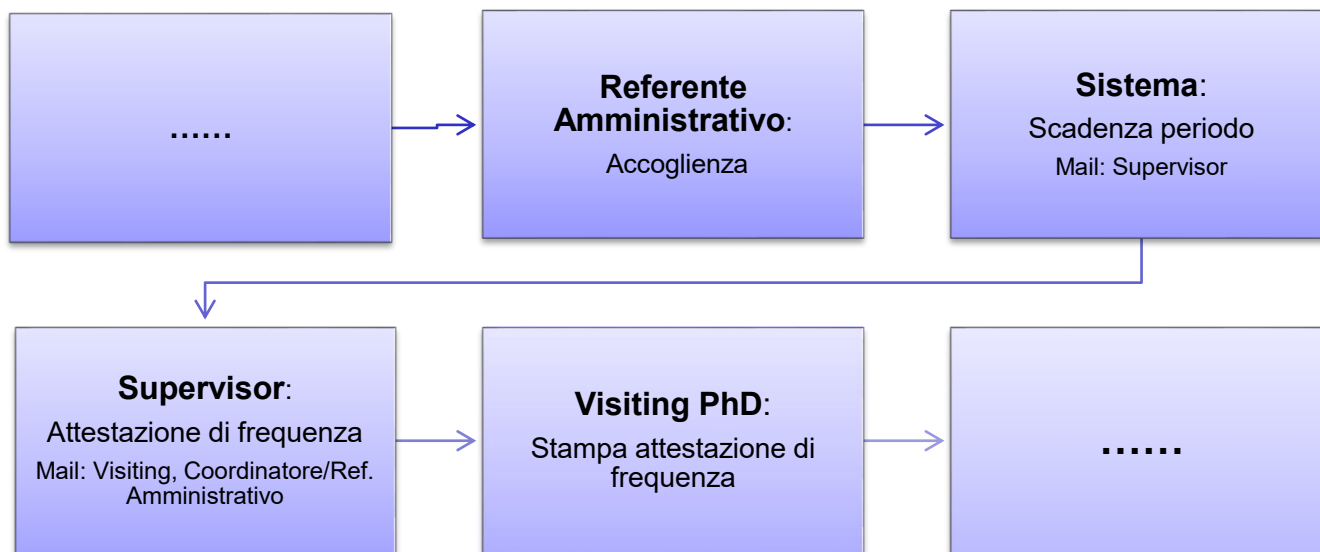 ......
Referente
Amministrativo:
Accoglienza
Sistema:
Scadenza periodo
Mail: Supervisor
Supervisor:
Attestazione di frequenza
Mail: Visiting, Coordinatore/Ref.
Amministrativo
Visiting PhD:
Stampa attestazione di
frequenza
......